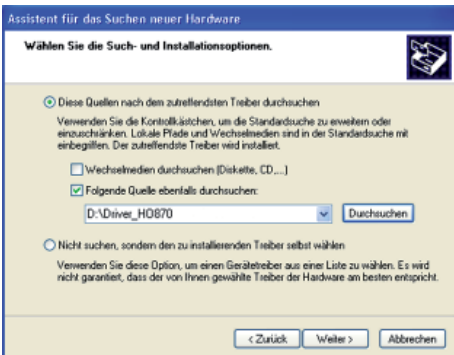 Assistent für das Suchen neuer Hardware
Wählen Sie die Such- und Installationsoptionen.
Diese Quellen nach dem zutreffendsten Treiber durchsuchen
Verwenden Sie die Kontrollkästchen, um die Standardsuche zu erweitern oder
einzuschränken. Lokale Pfade und Wechselmedien sind in der Standardsuche mit
einbegriffen. Der zutreffendste Treiber wird installiert.
Wechselmedien durchsuchen (Diskette, CD,...)
Folgende Quelle ebenfalls durchsuchen:
D:\Driver_HO870
Durchsuchen
Nicht suchen, sondern den zu installierenden Treiber selbst wählen
Verwenden Sie diese Option, um einen Gerätetreiber aus einer Liste zu wählen. Es wird
nicht garantiert, dass der von Ihnen gewählte Treiber der Hardware am besten entspricht.
< Zurück Weiter > Abbrechen